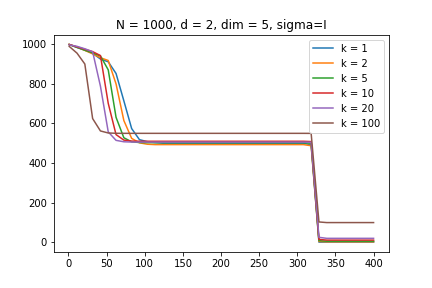 N = 1000, d = 2, dim = 5, sigma=I
1000
800
600
400
200
0
k = 1
k = 2
k = 5
k = 10
k = 20
k = 100
0 50 100 150 200 250 300 350 400